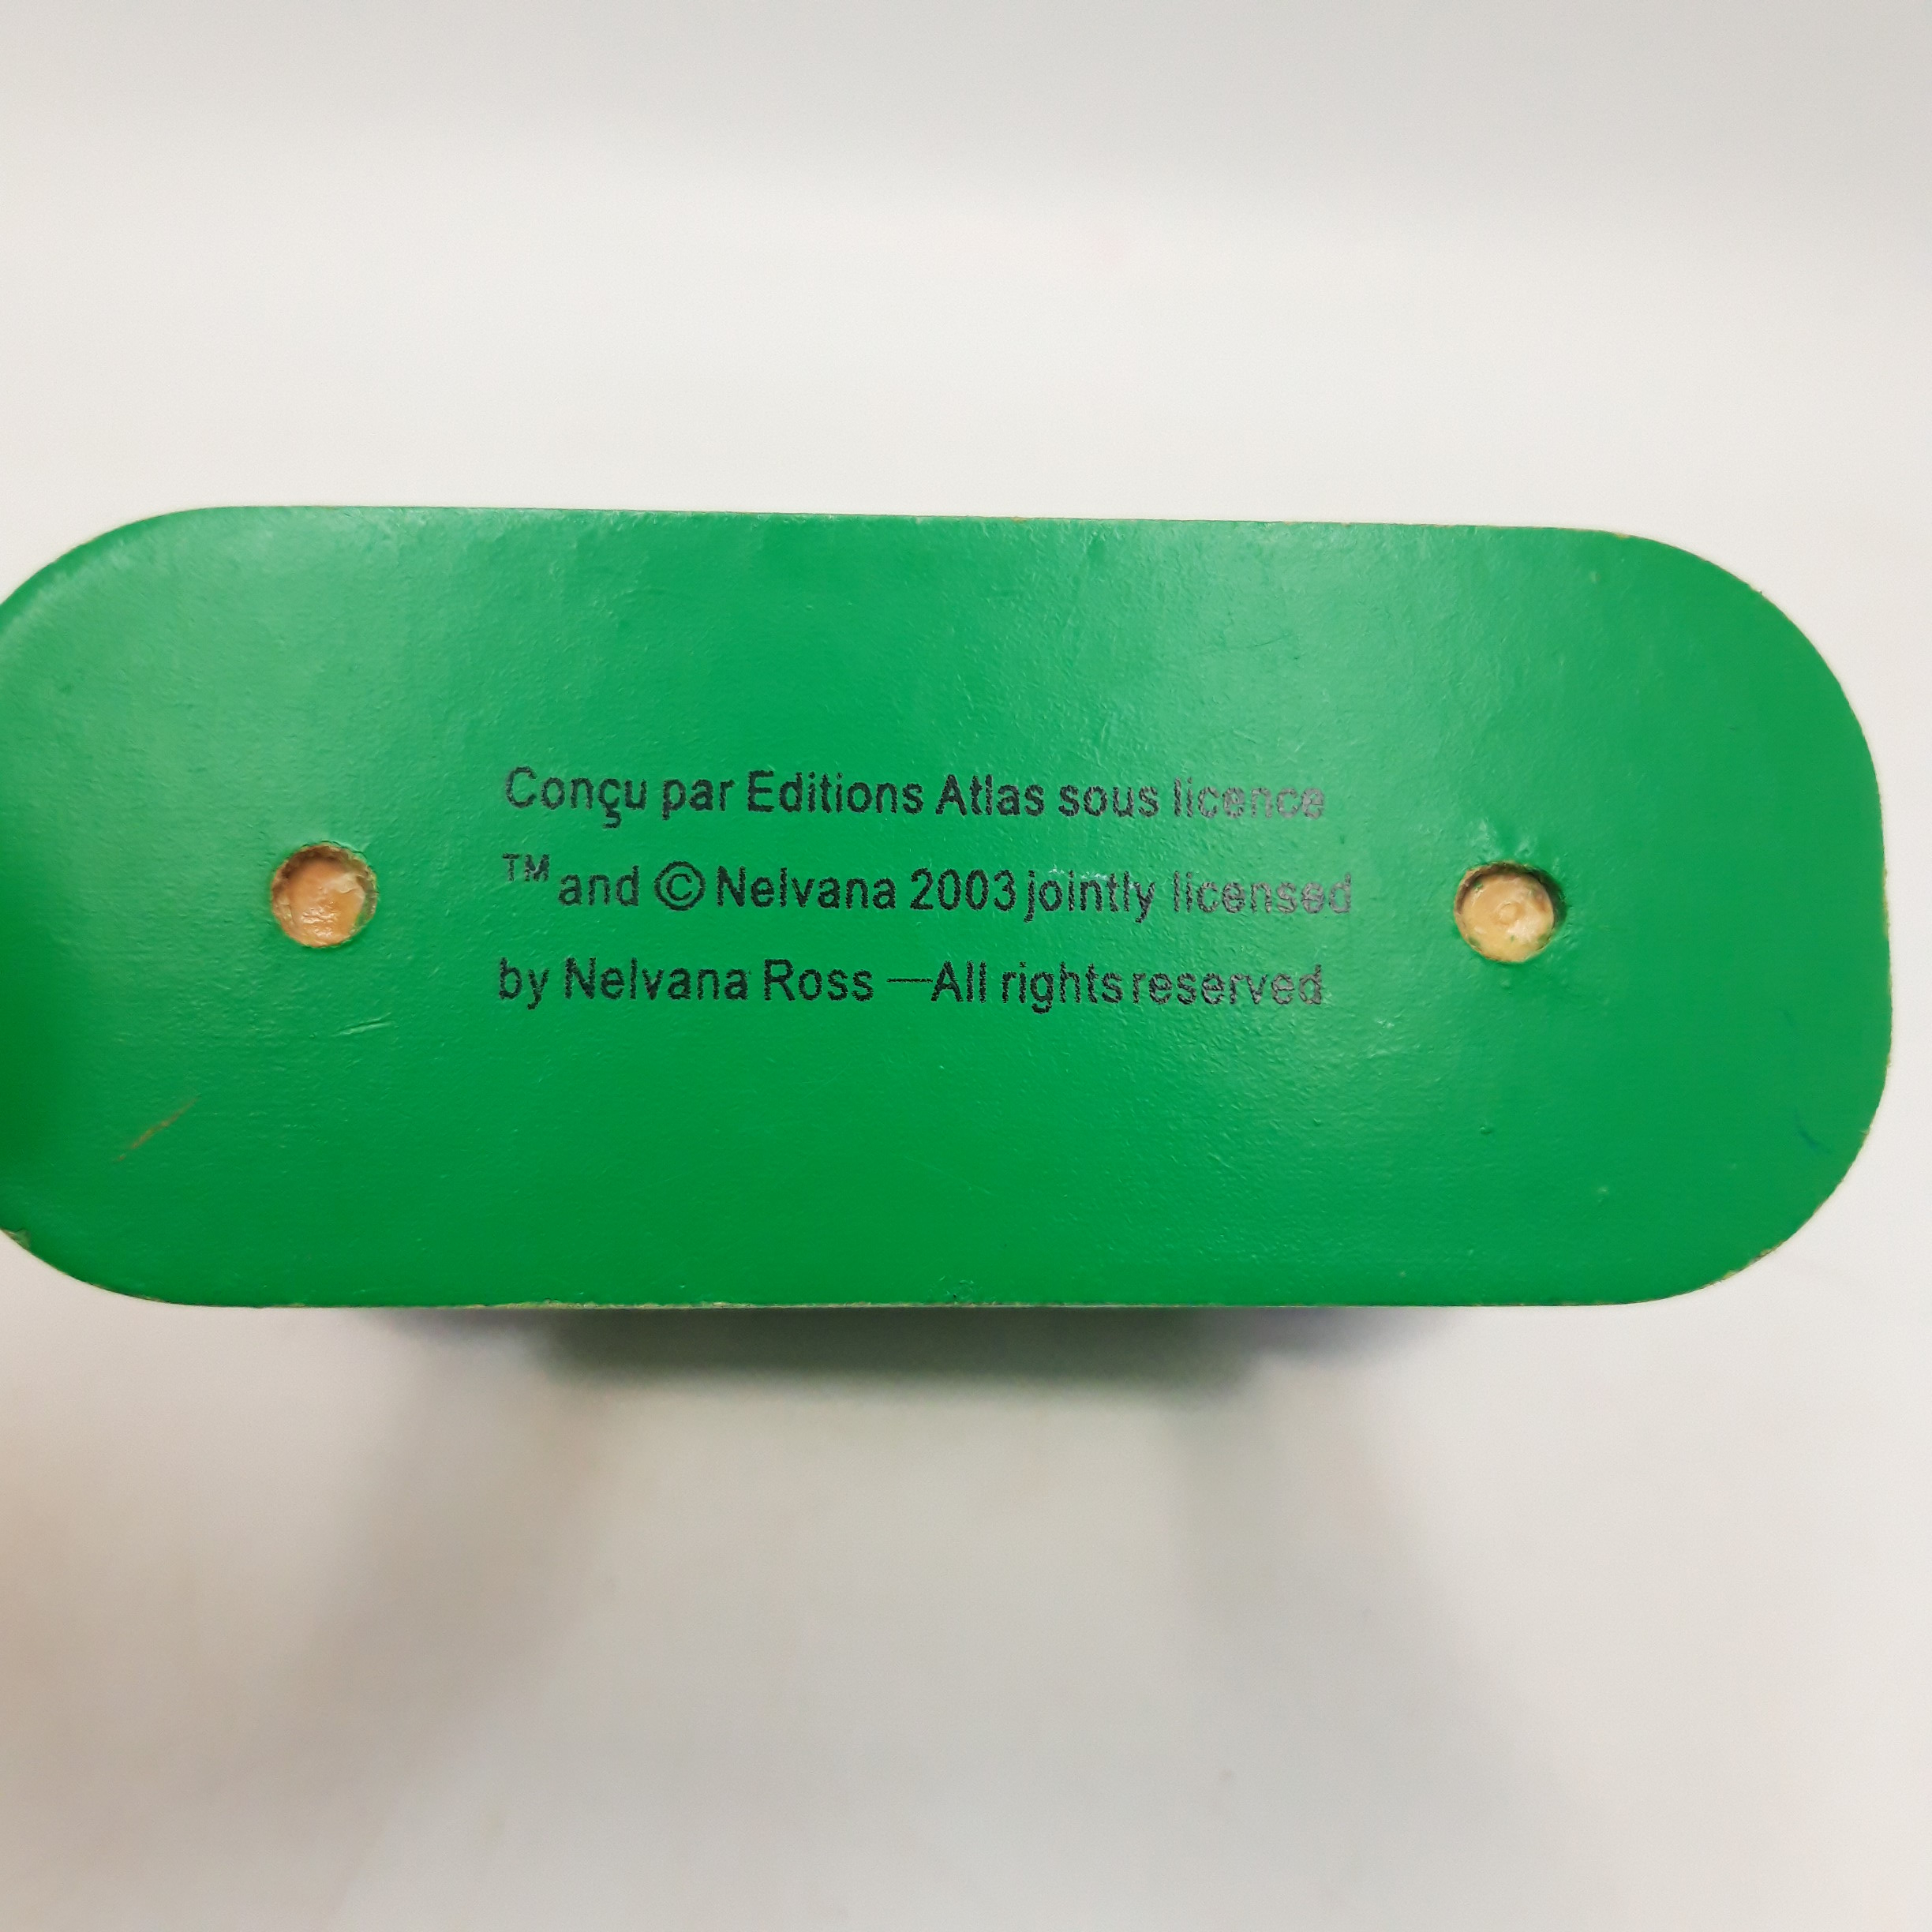 Conçu par Editions Atlas sous licence
™ and © Nelvana 2003 jointly licensed
by Nelvana Ross —All rights reserved